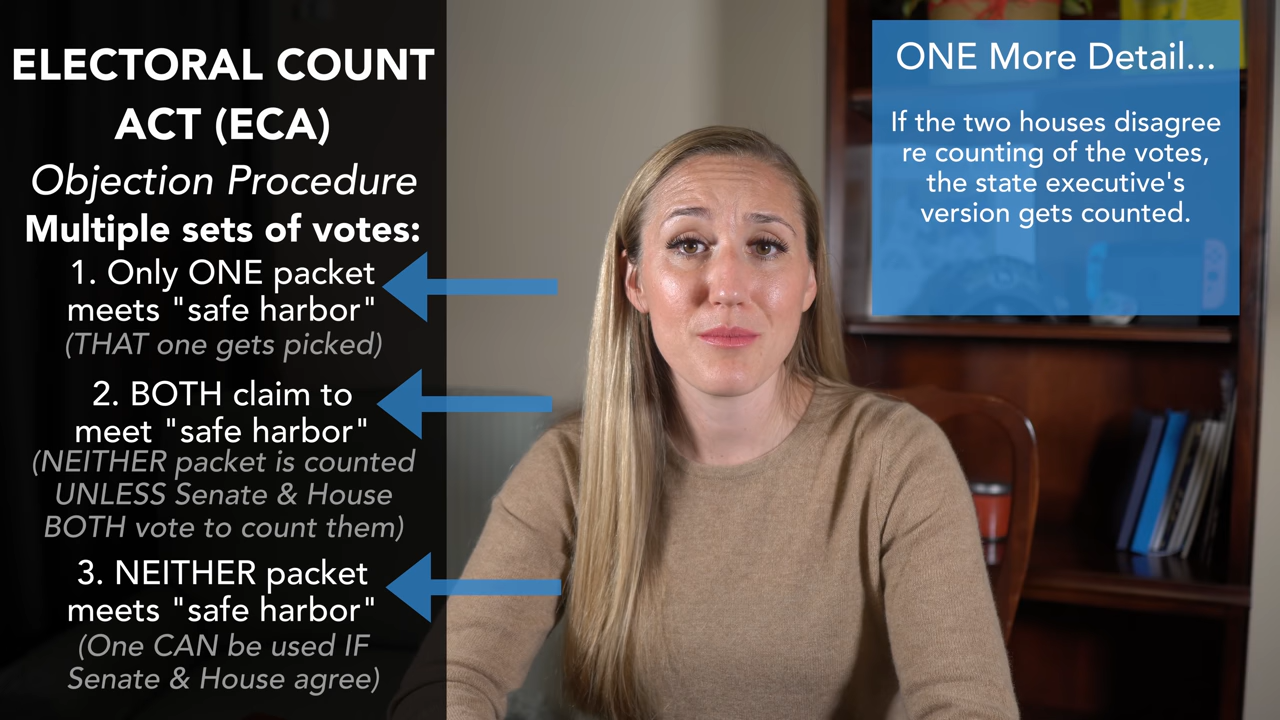 ELECTORAL COUNT
ACT (ECA)
Objection Procedure
Multiple sets of votes:
1. Only ONE packet
meets "safe harbor"
(THAT one gets picked)
2. BOTH claim to
meet "safe harbor"
(NEITHER packet is counted
UNLESS Senate & House
BOTH vote to count them)
3. NEITHER packet
meets "safe harbor"
(One CAN be used IF
Senate & House agree)
ONE More Detail...
If the two houses disagree
re counting of the votes,
the state executive's
version gets counted.